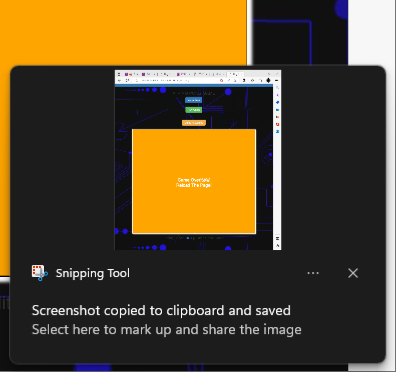 Game Over
Reload The Page
Snipping Tool
Screenshot copied to clipboard and saved
Select here to mark up and share the image